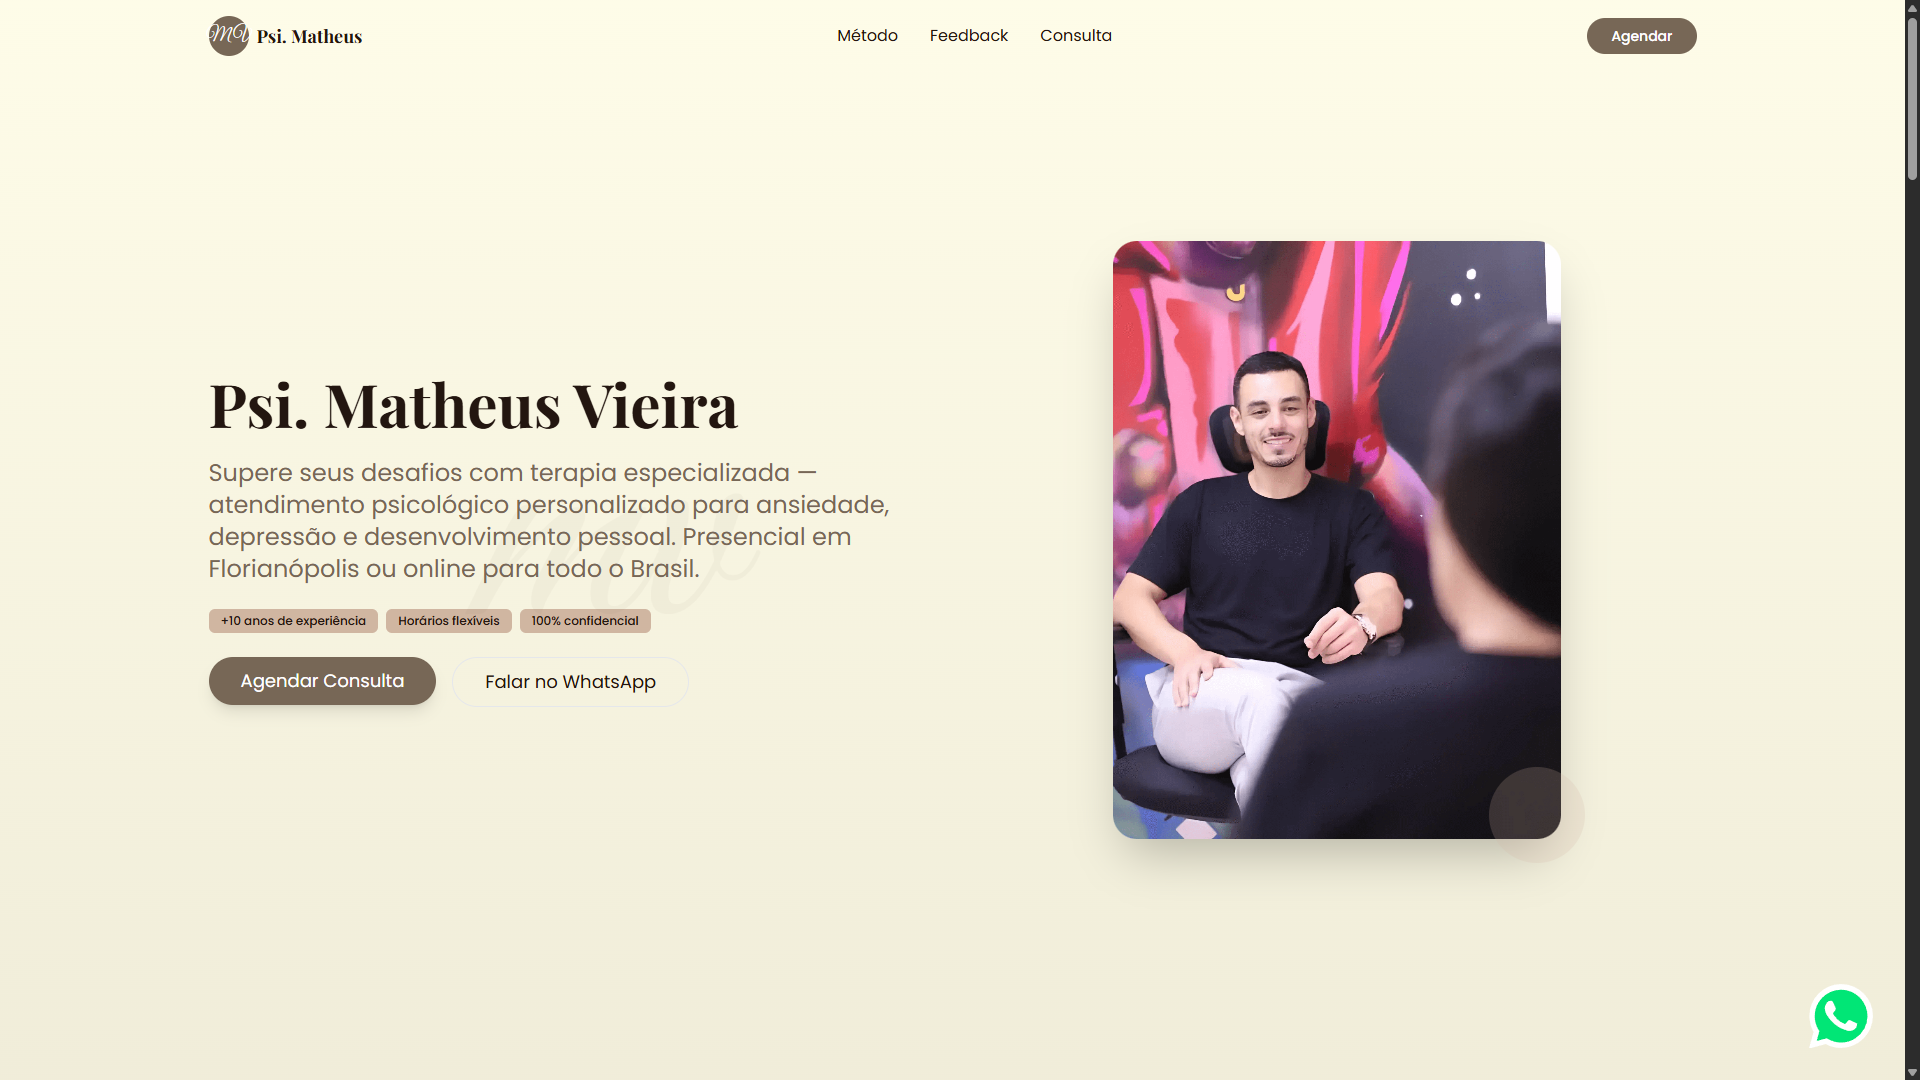 MV
Psi. Matheus
Método
Feedback
Consulta
Agendar
Psi. Matheus Vieira
Supere seus desafios com terapia especializada —
atendimento psicológico personalizado para ansiedade,
depressão e desenvolvimento pessoal. Presencial em
Florianópolis ou online para todo o Brasil.
mv
+10 anos de experiência
Horários flexíveis
100% confidencial
Agendar Consulta
Falar no WhatsApp